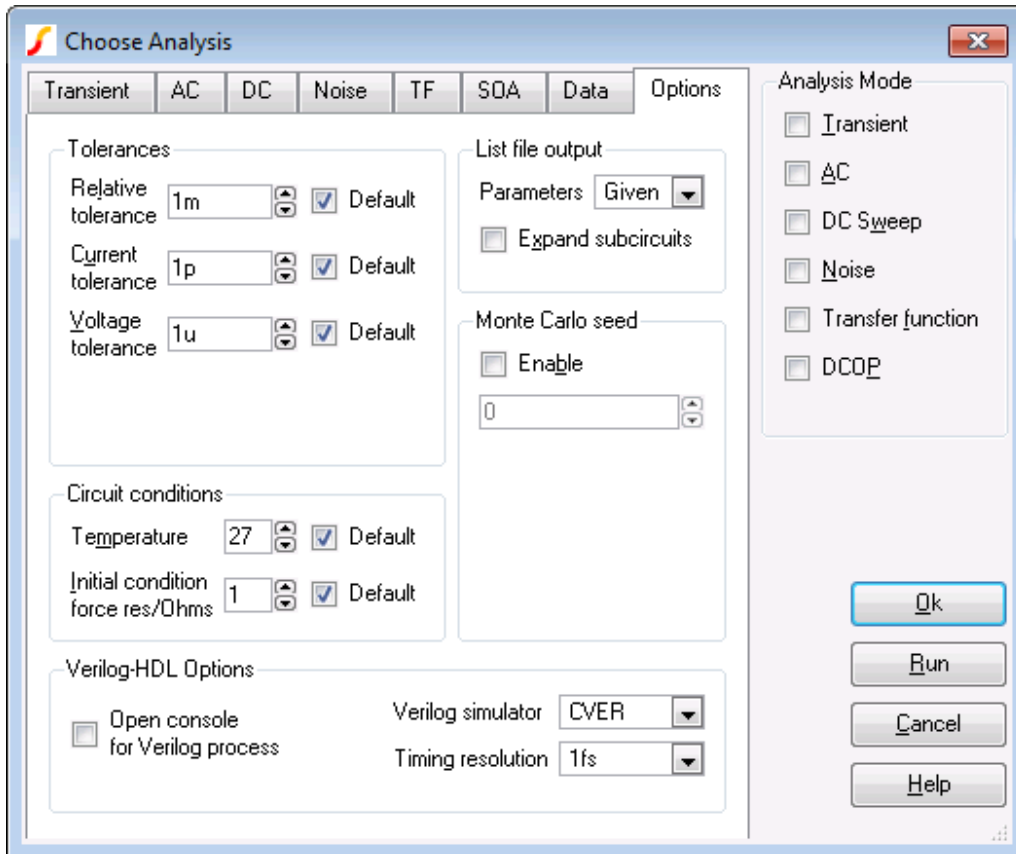 Choose Analysis
Transient AC DC Noise TF SOA Data Options
Tolerances
Relative tolerance 1m Default
Current tolerance 1p Default
Voltage tolerance 1u Default
Circuit conditions
Temperature 27 Default
Initial condition force res/Ohms 1 Default
List file output
Parameters Given
Expand subcircuits
Monte Carlo seed
Enable
0
Verilog-HDL Options
Open console
for Verilog process
Verilog simulator CVER
Timing resolution 1fs
Analysis Mode
Transient
AC
DC Sweep
Noise
Transfer function
DCOP
Ok
Run
Cancel
Help